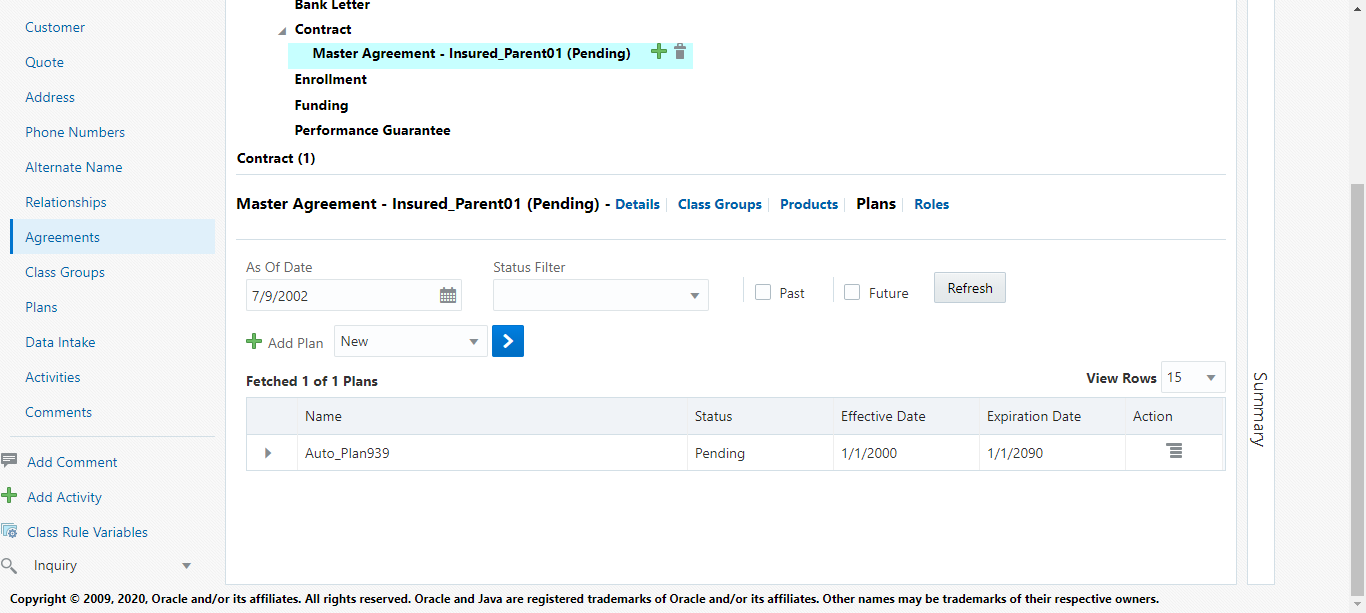 Customer
Quote
Address
Phone Numbers
Alternate Name
Relationships
Agreements
Class Groups
Plans
Data Intake
Activities
Comments
Add Comment
Add Activity
Class Rule Variables
Inquiry
Bank Letter
Contract
Master Agreement - Insured_Parent01 (Pending)
Enrollment
Funding
Performance Guarantee
Contract (1)
Master Agreement - Insured_Parent01 (Pending) - Details Class Groups Products Plans Roles
As Of Date Status Filter
7/9/2002 Past Future Refresh
Add Plan New
Fetched 1 of 1 Plans View Rows 15
Name Status Effective Date Expiration Date Action
Auto_Plan939 Pending 1/1/2000 1/1/2090
Summary
Copyright © 2009, 2020, Oracle and/or its affiliates. All rights reserved. Oracle and Java are registered trademarks of Oracle and/or its affiliates. Other names may be trademarks of their respective owners.